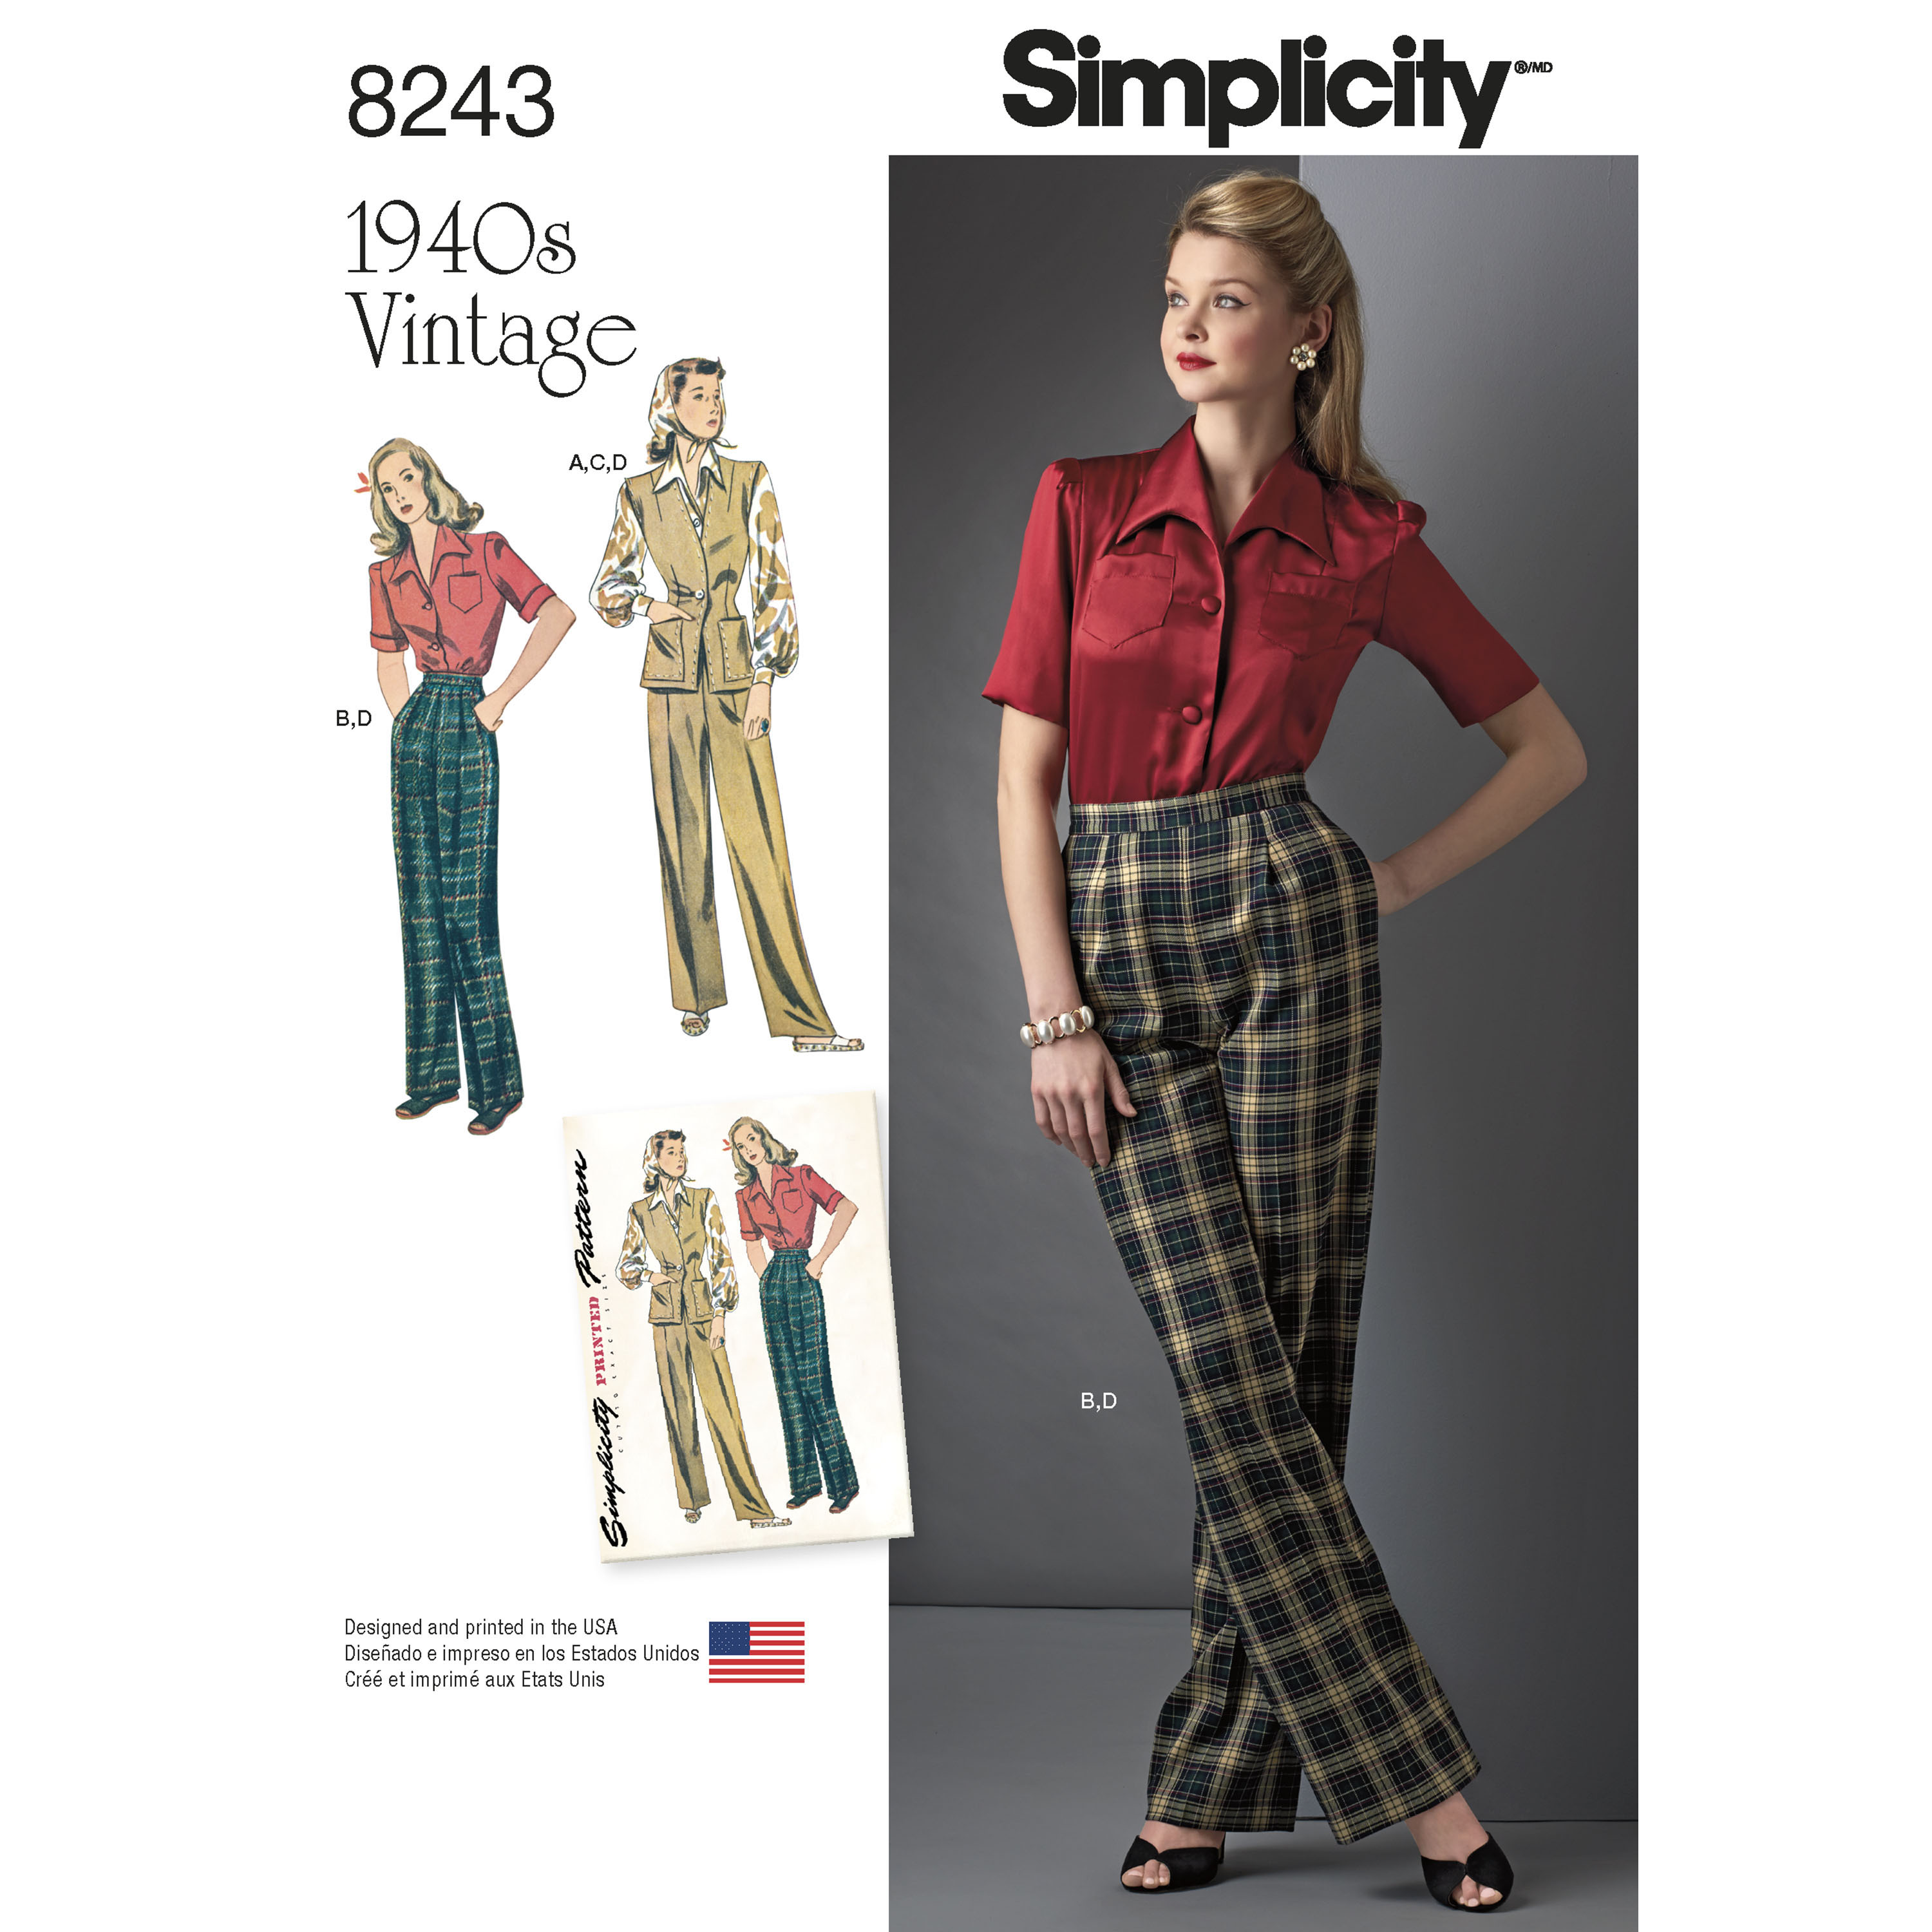 8243
Simplicity®/MD
1940s
Vintage
A,C,D
B,D
Simplicity PRINTED Pattern
B,D
Designed and printed in the USA
Diseñado e impreso en los Estados Unidos
Créé et imprimé aux Etats Unis